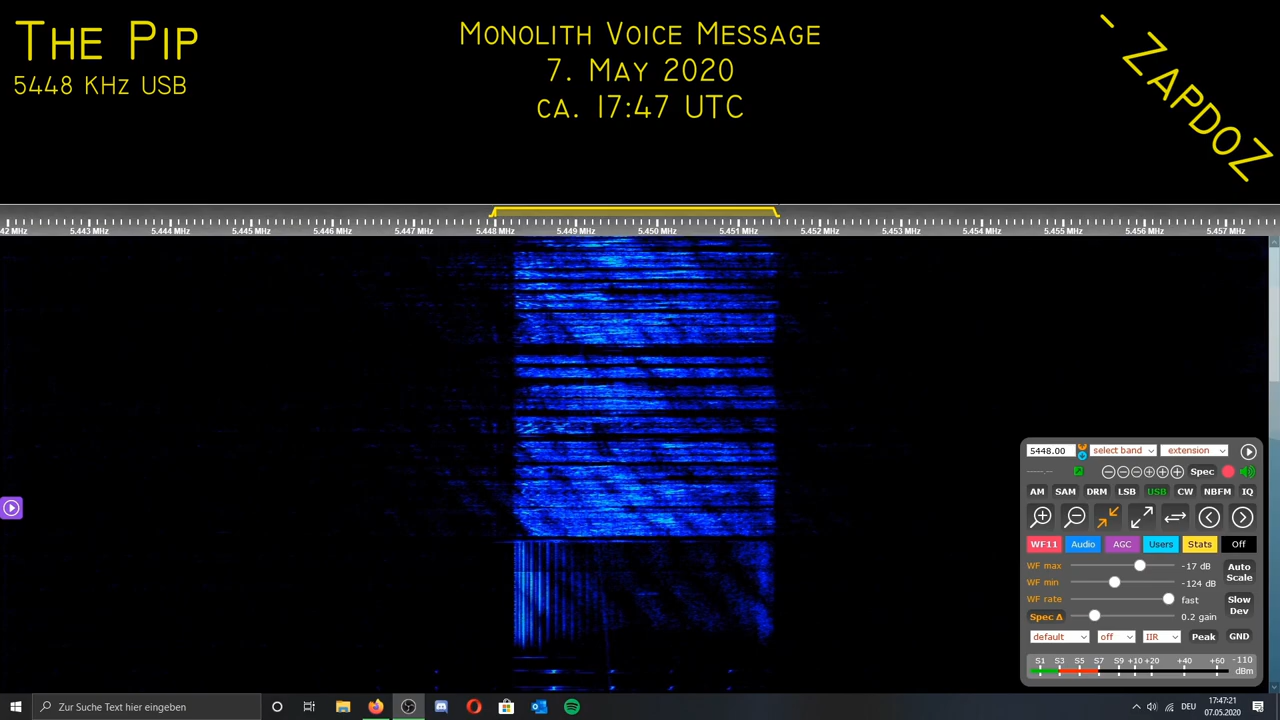 The Pip
5448 KHz USB
Monolith Voice Message
7. May 2020
ca. 17:47 UTC
- ZapdoZ
42 MHz 5.443 MHz 5.444 MHz 5.445 MHz 5.446 MHz 5.447 MHz 5.448 MHz 5.449 MHz 5.450 MHz 5.451 MHz 5.452 MHz 5.453 MHz 5.454 MHz 5.455 MHz 5.456 MHz 5.457 MHz
5448.00 select band extension
Spec
AM SAM DRM LSB USB CW NBFM IQ
WF11 Audio AGC Users Stats Off
WF max -17 dB Auto Scale
WF min -124 dB
WF rate fast Slow Dev
Spec Δ 0.2 gain
default off IIR Peak GND
S1 S3 S5 S7 S9 +10 +20 +40 +60 -110 dBm
Zur Suche Text hier eingeben
DEU
17:47:21
07.05.2020